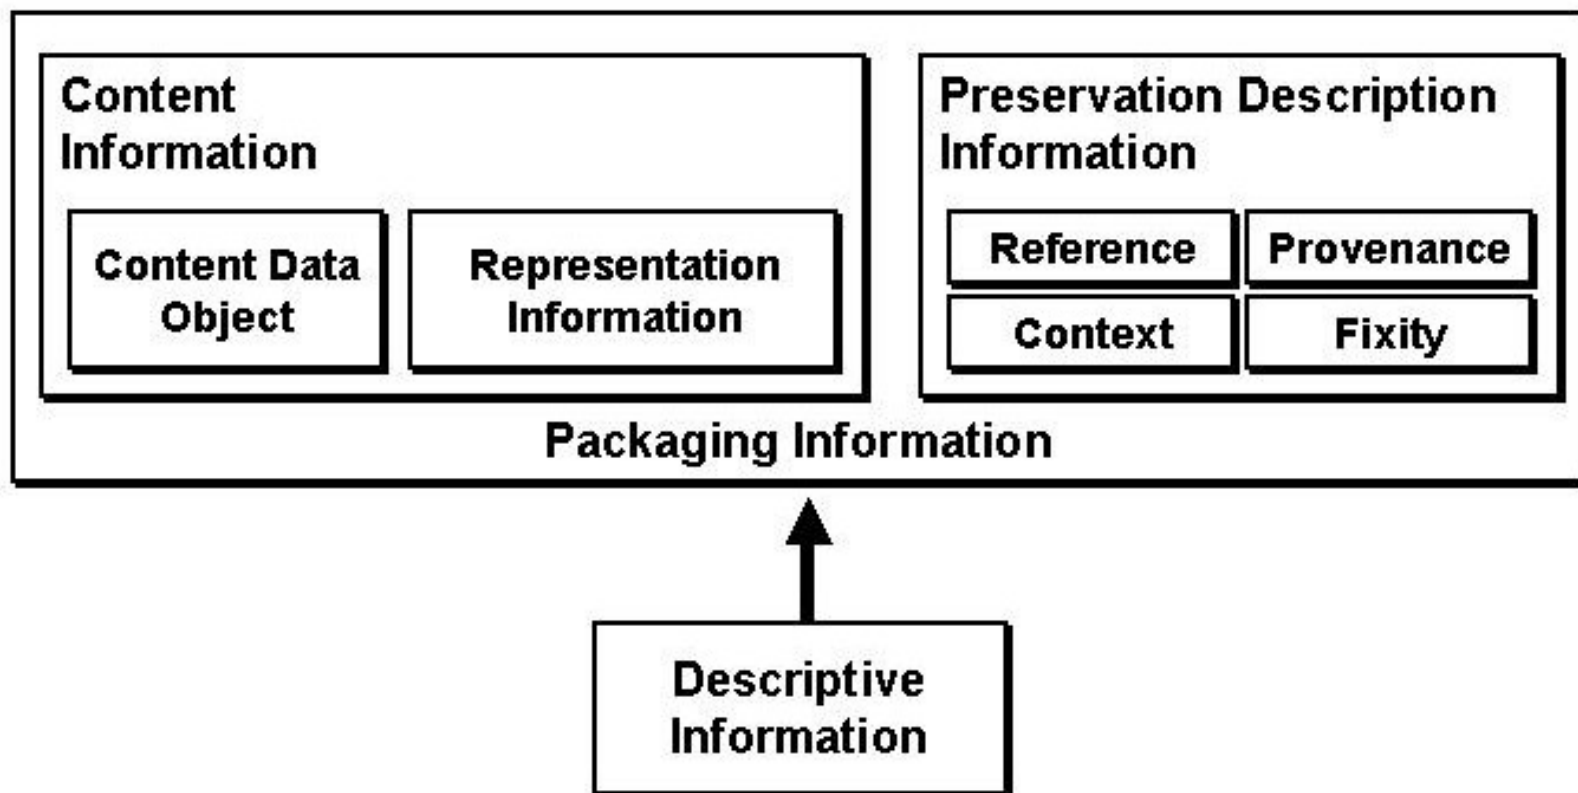 Content
Information
Content Data
Object
Representation
Information
Preservation Description
Information
Reference
Provenance
Context
Fixity
Packaging Information
Descriptive
Information